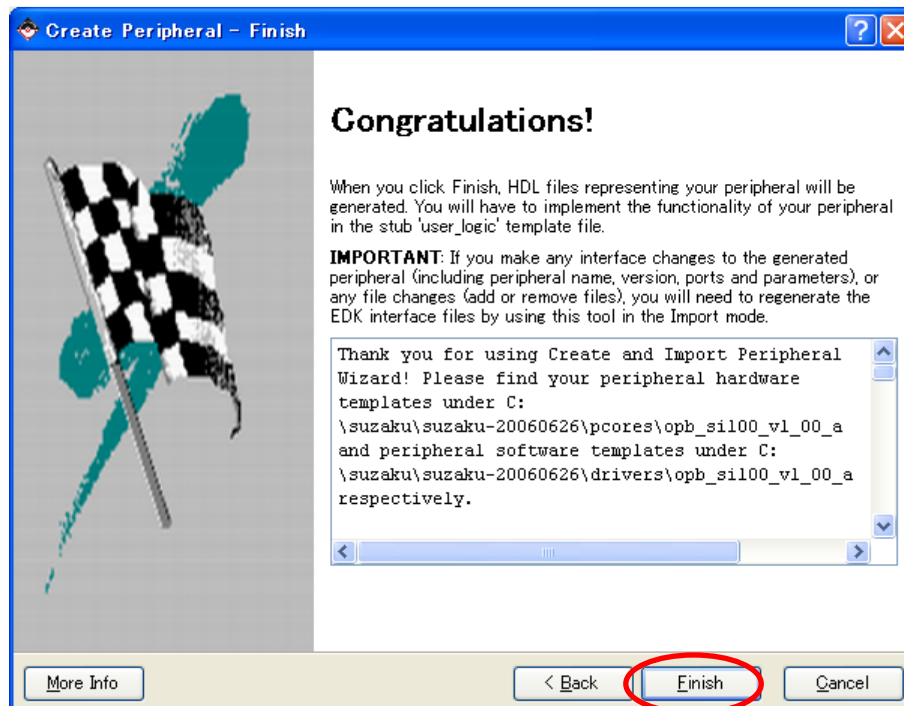 Create Peripheral - Finish
Congratulations!
When you click Finish, HDL files representing your peripheral will be
generated. You will have to implement the functionality of your peripheral
in the stub 'user_logic' template file.
IMPORTANT: If you make any interface changes to the generated
peripheral (including peripheral name, version, ports and parameters), or
any file changes (add or remove files), you will need to regenerate the
EDK interface files by using this tool in the Import mode.
Thank you for using Create and Import Peripheral
Wizard! Please find your peripheral hardware
templates under C:
\suzaku\suzaku-20060626\pcores\opb_sil00_v1_00_a
and peripheral software templates under C:
\suzaku\suzaku-20060626\drivers\opb_sil00_v1_00_a
respectively.
More Info
< Back
Finish
Cancel